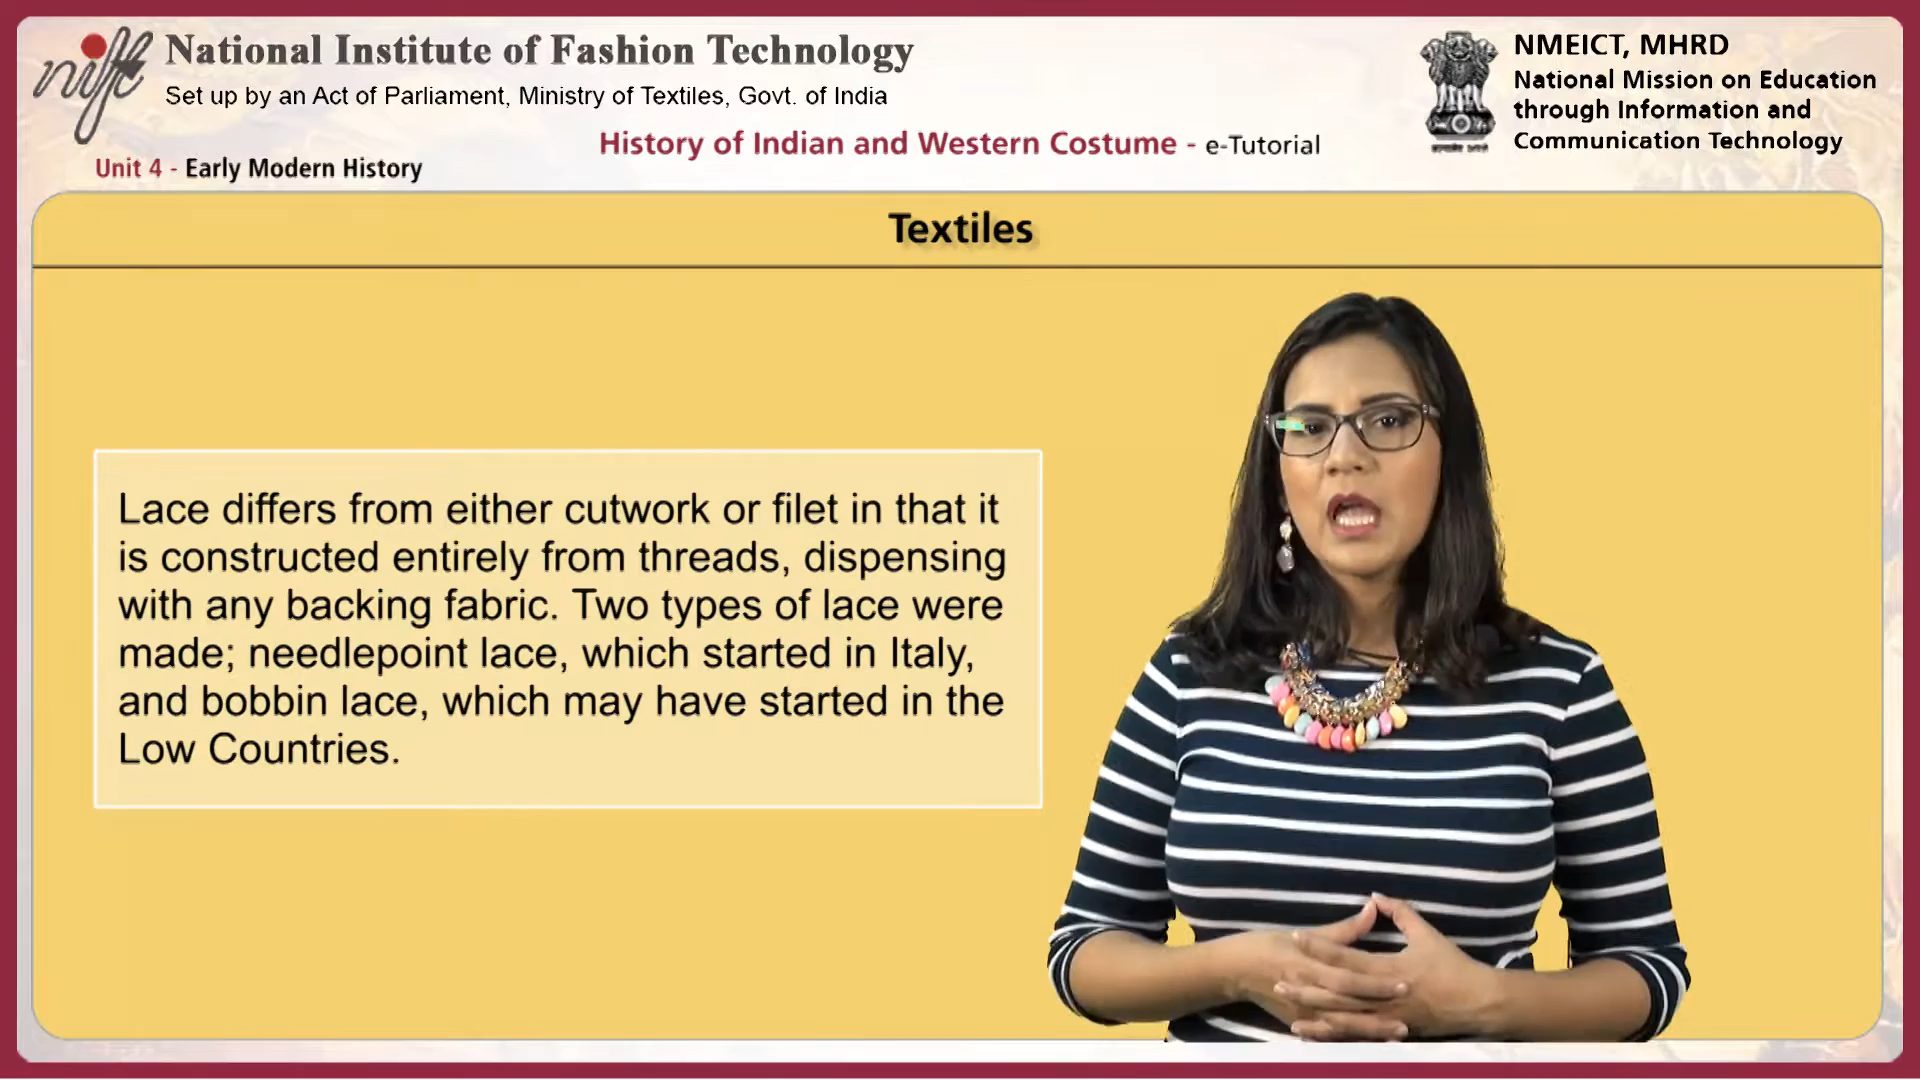 nift
National Institute of Fashion Technology
Set up by an Act of Parliament, Ministry of Textiles, Govt. of India
NMEICT, MHRD
National Mission on Education
through Information and
Communication Technology
History of Indian and Western Costume - e-Tutorial
Unit 4 - Early Modern History
Textiles
Lace differs from either cutwork or filet in that it
is constructed entirely from threads, dispensing
with any backing fabric. Two types of lace were
made; needlepoint lace, which started in Italy,
and bobbin lace, which may have started in the
Low Countries.